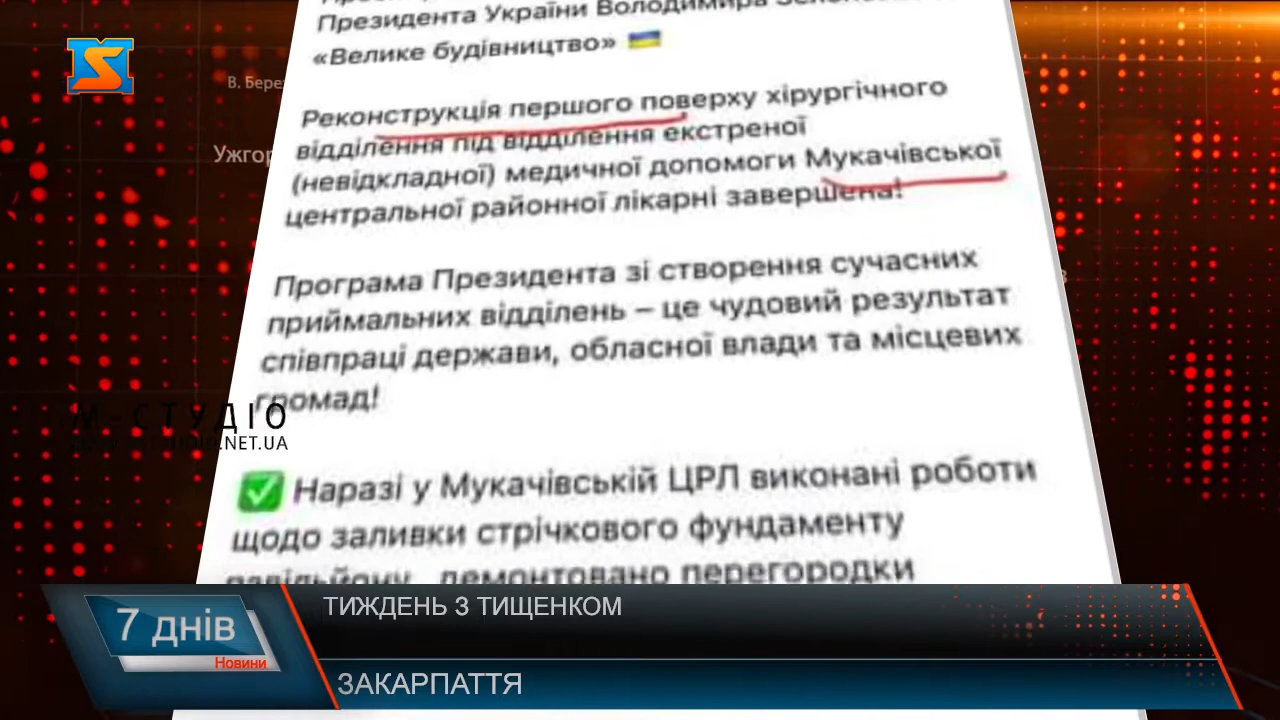 Президента України Володимира
«Велике будівництво» 🇺🇦
В. Бере
Ужгор
Реконструкція першого поверху хірургічного
відділення під відділення екстреної
(невідкладної) медичної допомоги Мукачівської
центральної районної лікарні завершена!
Програма Президента зі створення сучасних
приймальних відділень – це чудовий результат
співпраці держави, обласної влади та місцевих
громад!
М-СТУДІО
.NET.UA
✅ Наразі у Мукачівській ЦРЛ виконані роботи
щодо заливки стрічкового фундаменту
павільйону, демонтовано перегородки
7 днів
Новини
ТИЖДЕНЬ З ТИЩЕНКОМ
ЗАКАРПАТТЯ